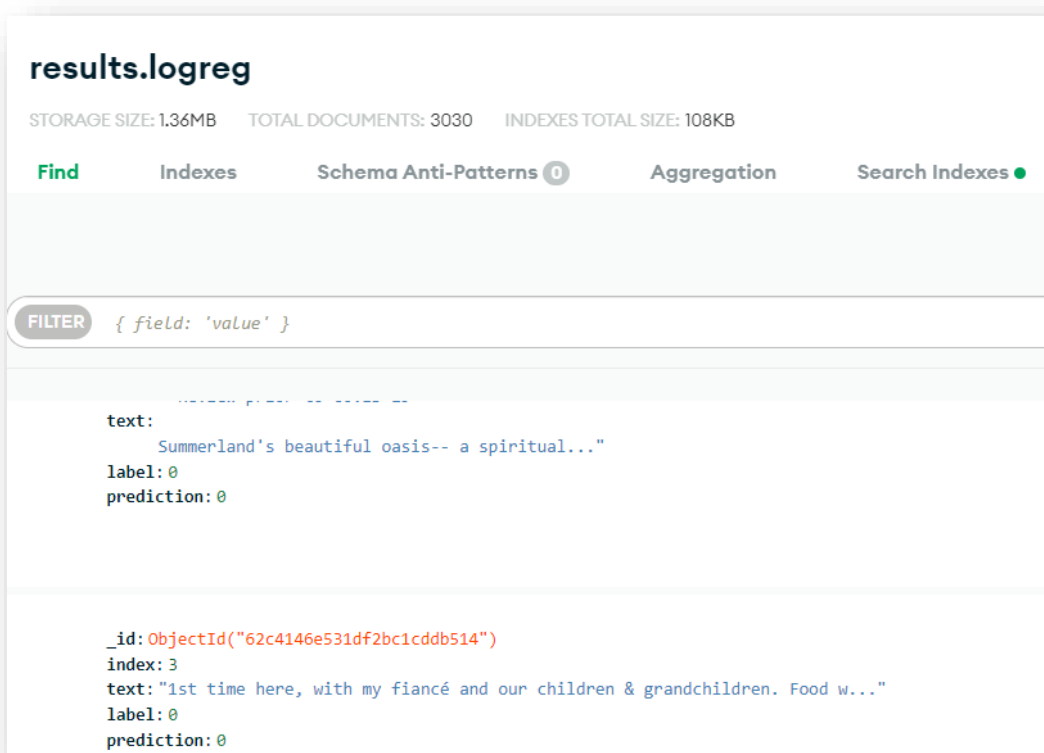 results.logreg
STORAGE SIZE: 1.36MB TOTAL DOCUMENTS: 3030 INDEXES TOTAL SIZE: 108KB
Find Indexes Schema Anti-Patterns 0 Aggregation Search Indexes
FILTER { field: 'value' }
text:
Summerland's beautiful oasis-- a spiritual..."
label: 0
prediction: 0
_id: ObjectId("62c4146e531df2bc1cddb514")
index: 3
text: "1st time here, with my fiancé and our children & grandchildren. Food w..."
label: 0
prediction: 0